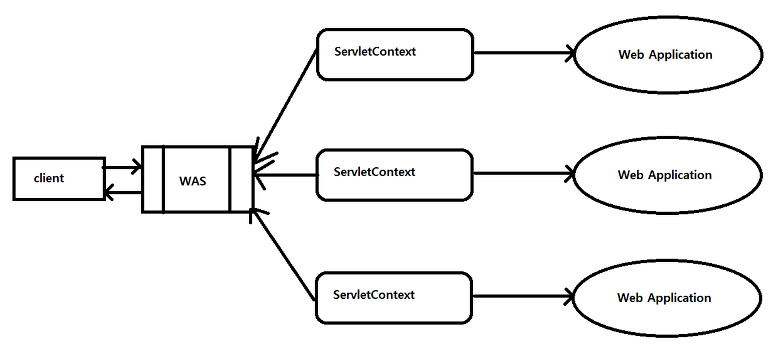 ServletContext
Web Application
client
WAS
ServletContext
Web Application
ServletContext
Web Application